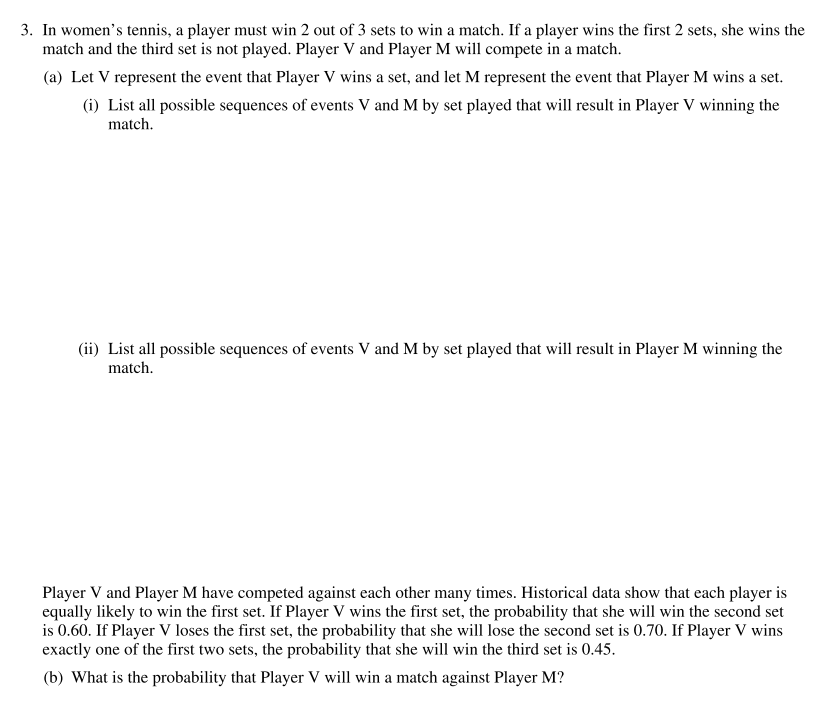 3. In women's tennis, a player must win 2 out of 3 sets to win a match. If a player wins the first 2 sets, she wins the
match and the third set is not played. Player V and Player M will compete in a match.
(a) Let V represent the event that Player V wins a set, and let M represent the event that Player M wins a set.
(i) List all possible sequences of events V and M by set played that will result in Player V winning the
match.
(ii) List all possible sequences of events V and M by set played that will result in Player M winning the
match.
Player V and Player M have competed against each other many times. Historical data show that each player is
equally likely to win the first set. If Player V wins the first set, the probability that she will win the second set
is 0.60. If Player V loses the first set, the probability that she will lose the second set is 0.70. If Player V wins
exactly one of the first two sets, the probability that she will win the third set is 0.45.
(b) What is the probability that Player V will win a match against Player M?